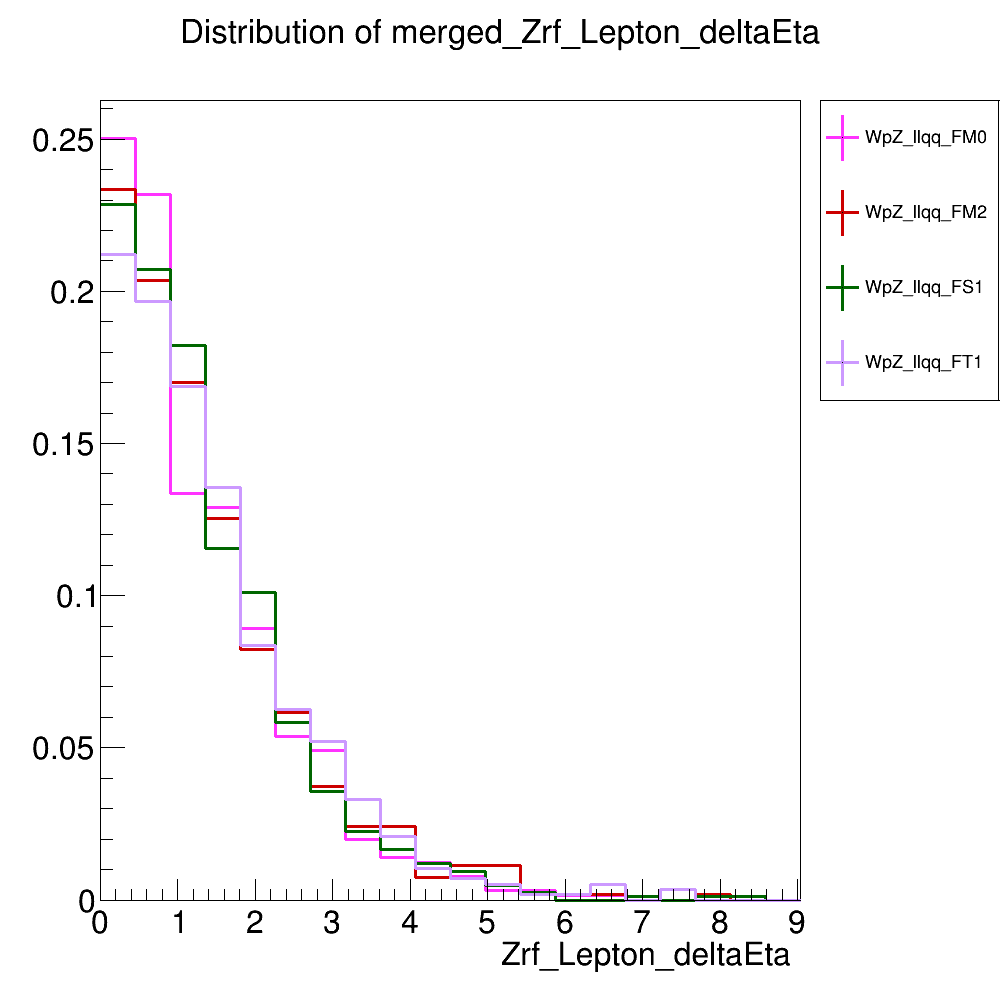 Distribution of merged_Zrf_Lepton_deltaEta
0.25
0.2
0.15
0.1
0.05
0
0 1 2 3 4 5 6 7 8 9
Zrf_Lepton_deltaEta
WpZ_llqq_FM0
WpZ_llqq_FM2
WpZ_llqq_FS1
WpZ_llqq_FT1